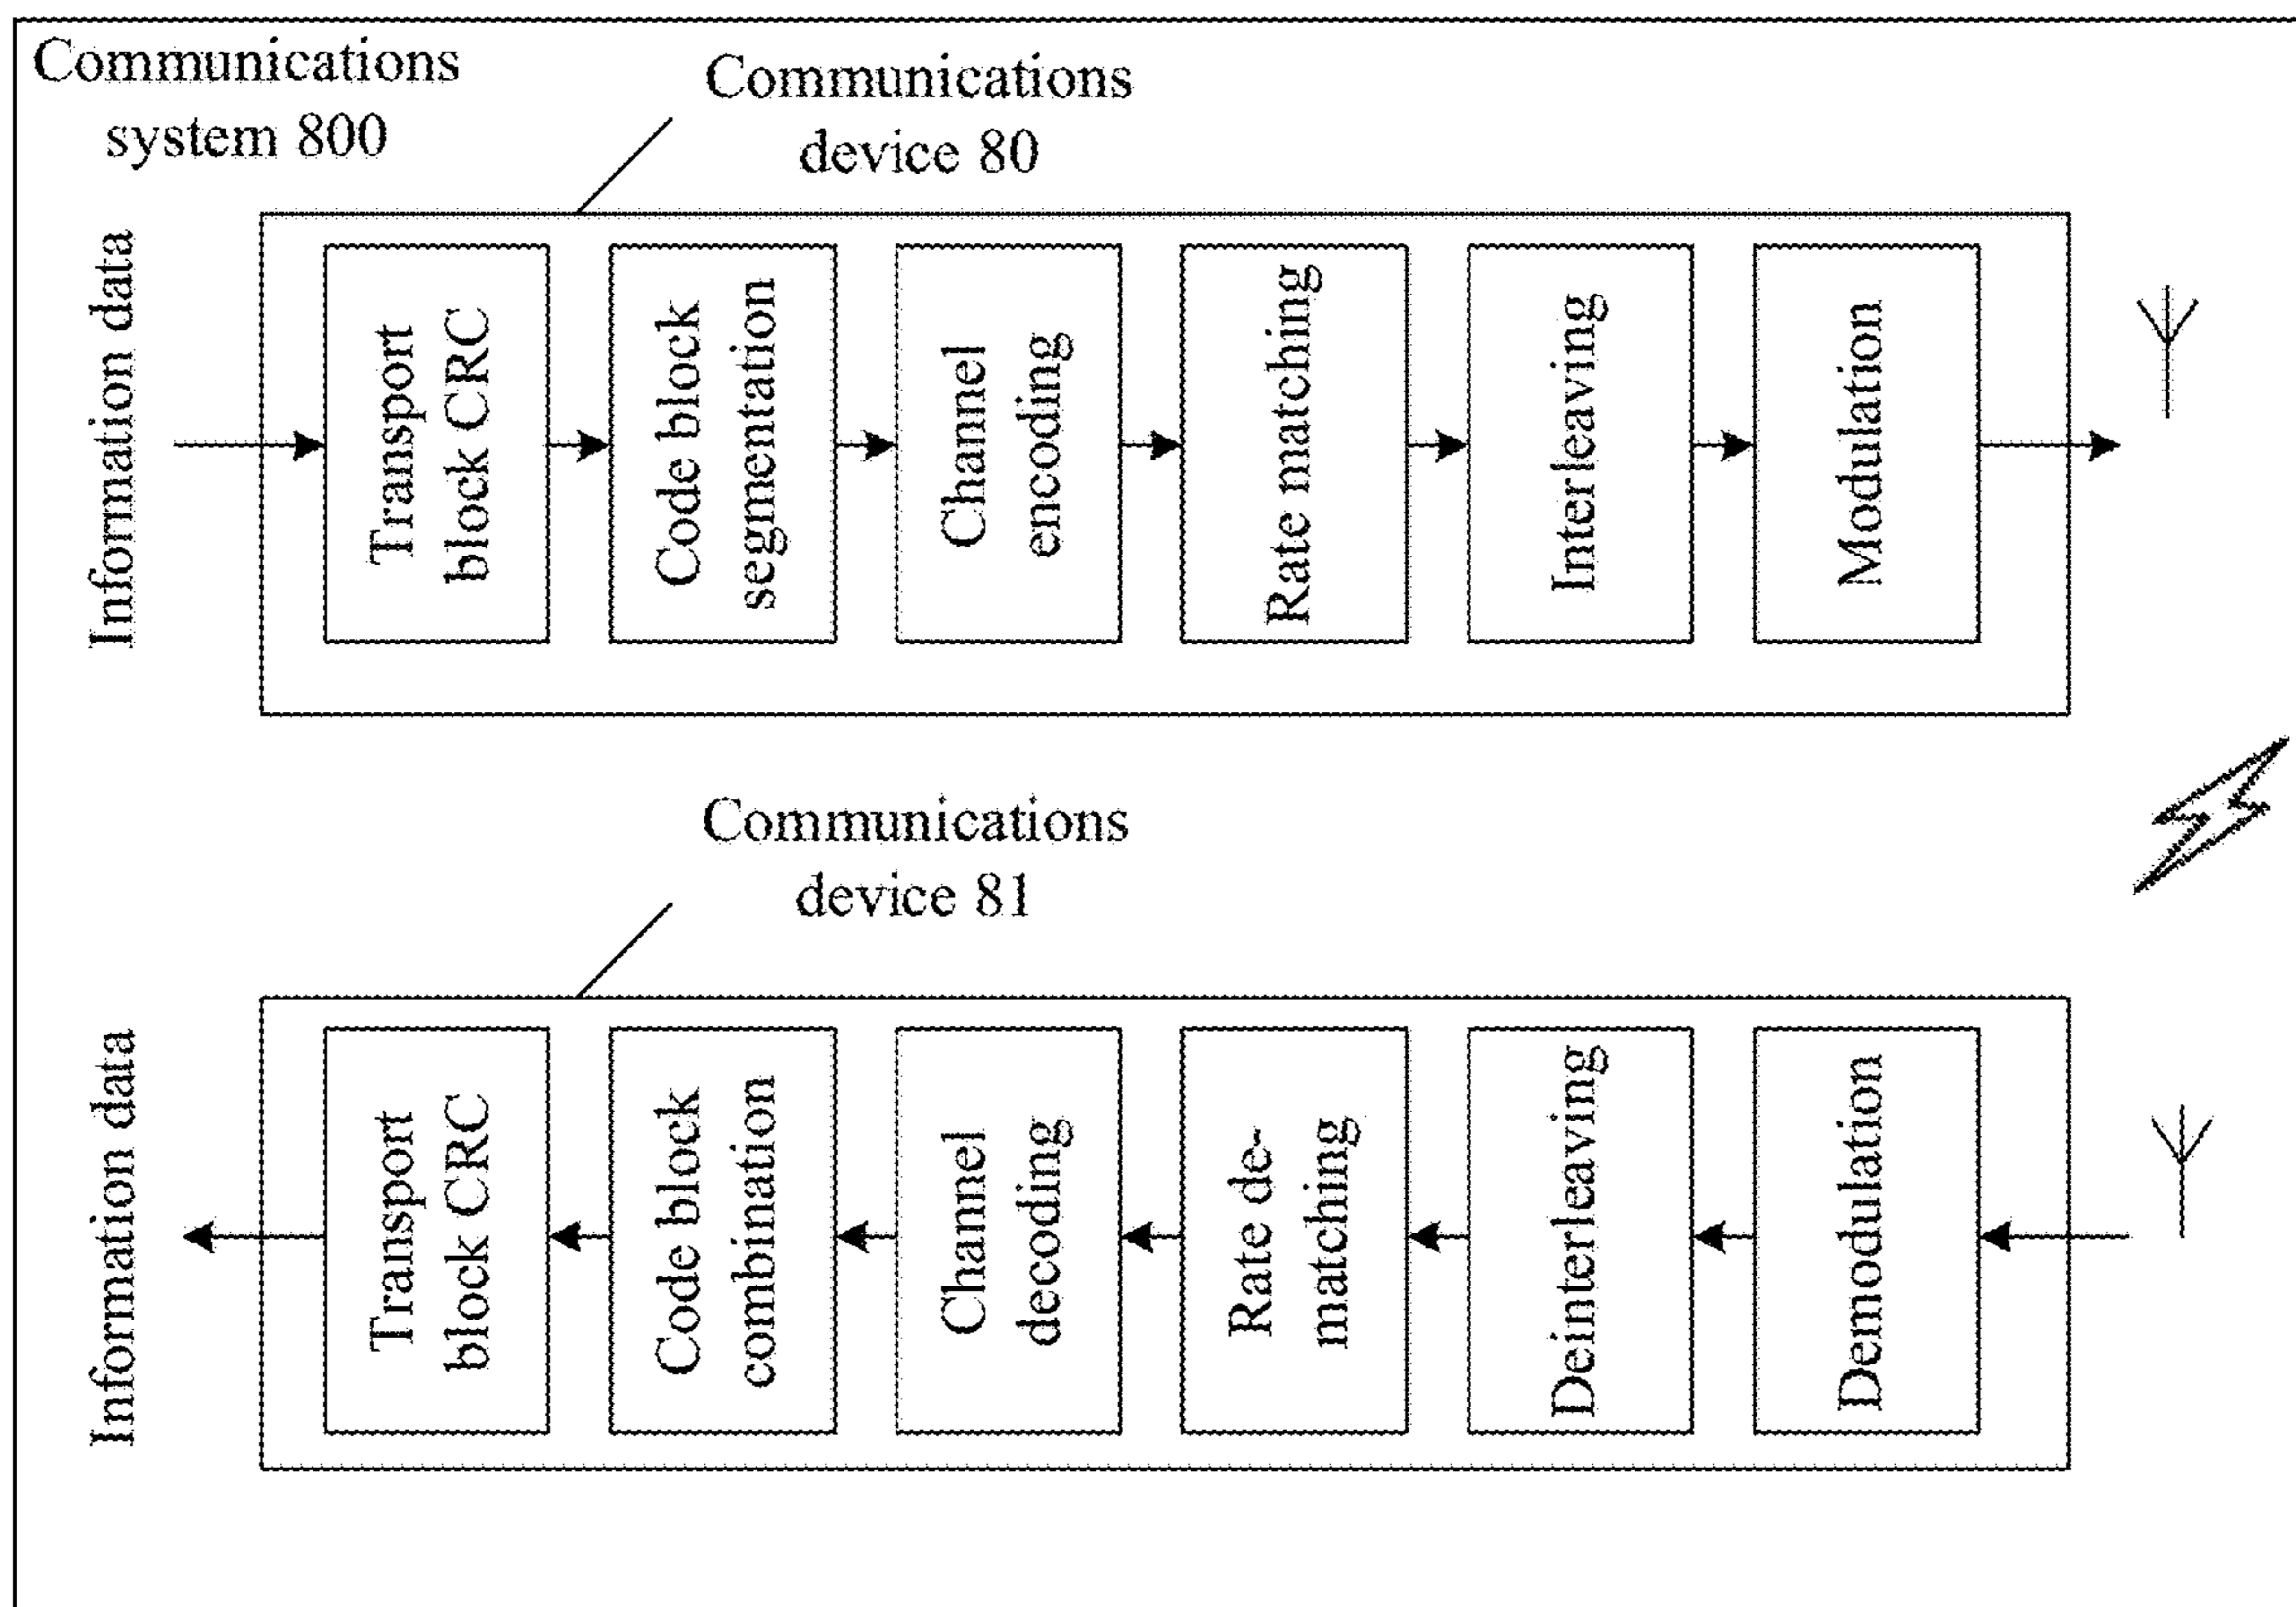 Communications
system 800
Communications
device 80
Information data
Transport
block CRC
Code block
segmentation
Channel
encoding
Rate matching
Interleaving
Modulation
Communications
device 81
Information data
Transport
block CRC
Code block
combination
Channel
decoding
Rate de-
matching
Deinterleaving
Demodulation